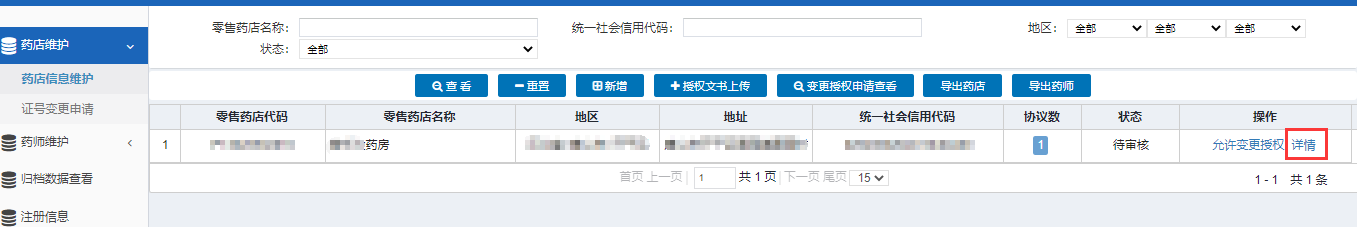 零售药店名称：
统一社会信用代码：
地区： 全部 全部 全部
药店维护
状态： 全部
药店信息维护
查 看 重置 新增 授权文书上传 变更授权申请查看 导出药店 导出药师
证号变更申请
零售药店代码 零售药店名称 地区 地址 统一社会信用代码 协议数 状态 操作
药师维护
1 药房 1 待审核 允许变更授权 详情
归档数据查看
首页 上一页 | 1 共 1 页 | 下一页 尾页 15
1 - 1 共 1 条
注册信息